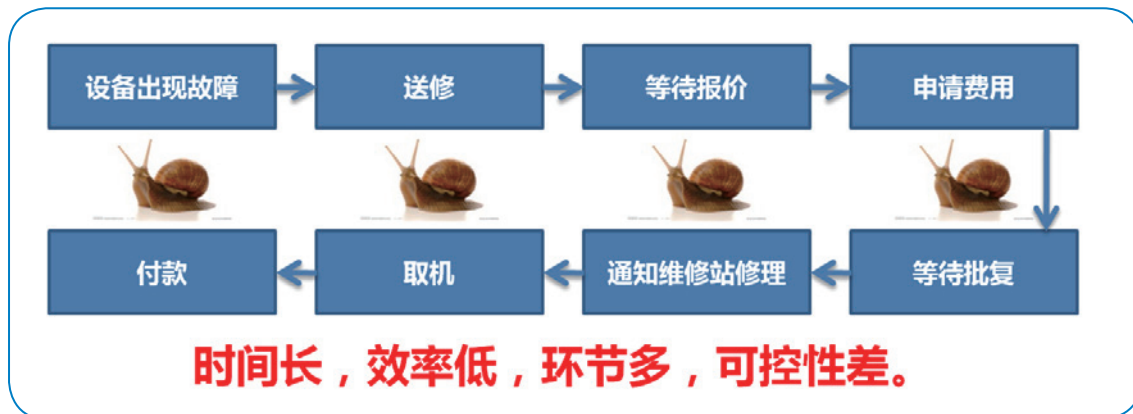 设备出现故障
送修
等待报价
申请费用
等待批复
通知维修站修理
取机
付款
时间长，效率低，环节多，可控性差。